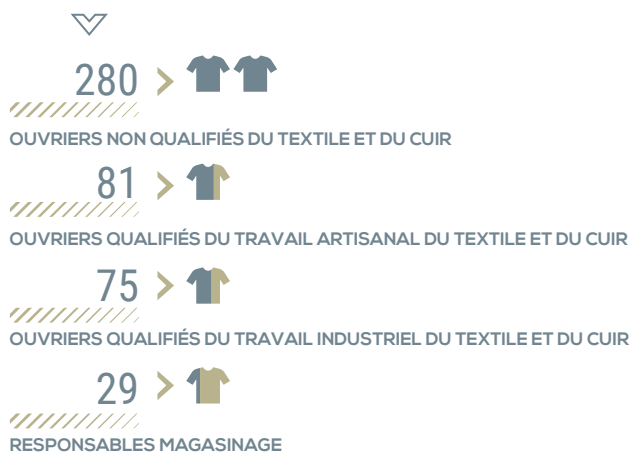 280
OUVRIERS NON QUALIFIÉS DU TEXTILE ET DU CUIR
81
OUVRIERS QUALIFIÉS DU TRAVAIL ARTISANAL DU TEXTILE ET DU CUIR
75
OUVRIERS QUALIFIÉS DU TRAVAIL INDUSTRIEL DU TEXTILE ET DU CUIR
29
RESPONSABLES MAGASINAGE